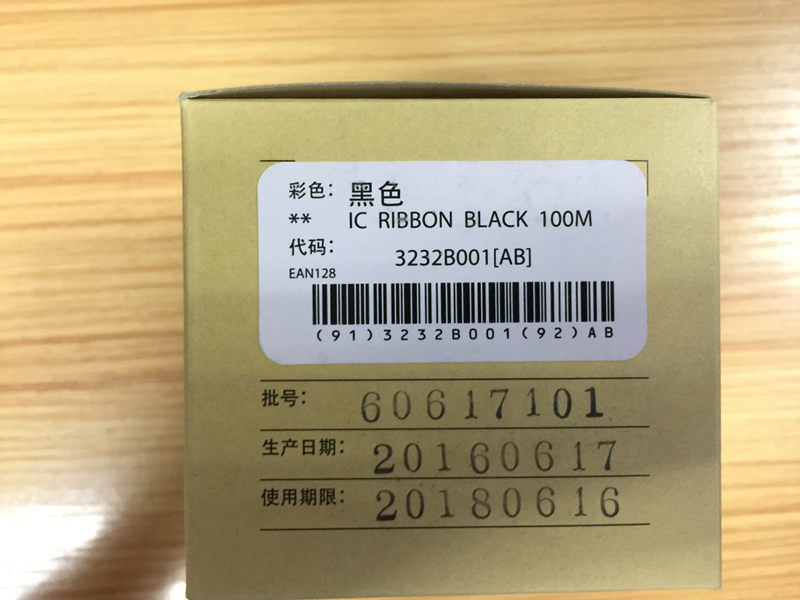 彩色: 黑色
** IC RIBBON BLACK 100M
代码: 3232B001[AB]
EAN128
(91)3232B001(92)AB
批号: 60617101
生产日期: 20160617
使用期限: 20180616